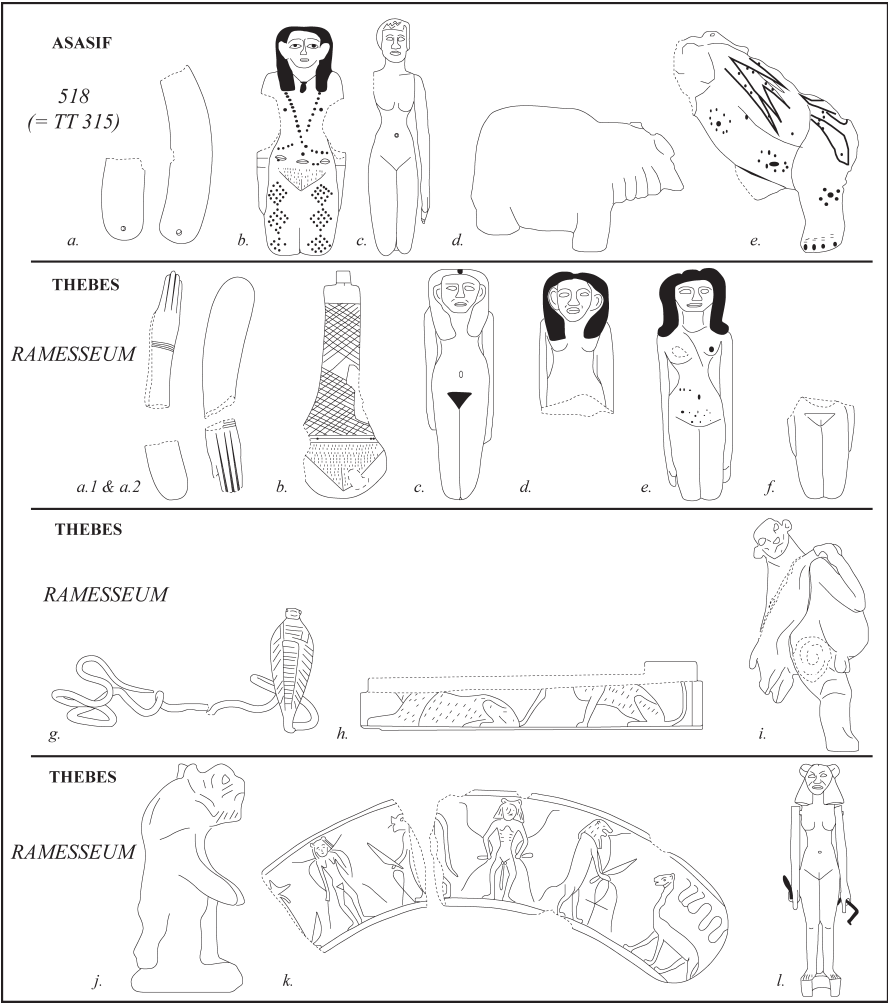 ASASIF
518
(= TT 315)
a.
b.
c.
d.
e.
THEBES
RAMESSEUM
a.1 & a.2
b.
c.
d.
e.
f.
THEBES
RAMESSEUM
g.
h.
i.
THEBES
RAMESSEUM
j.
k.
l.